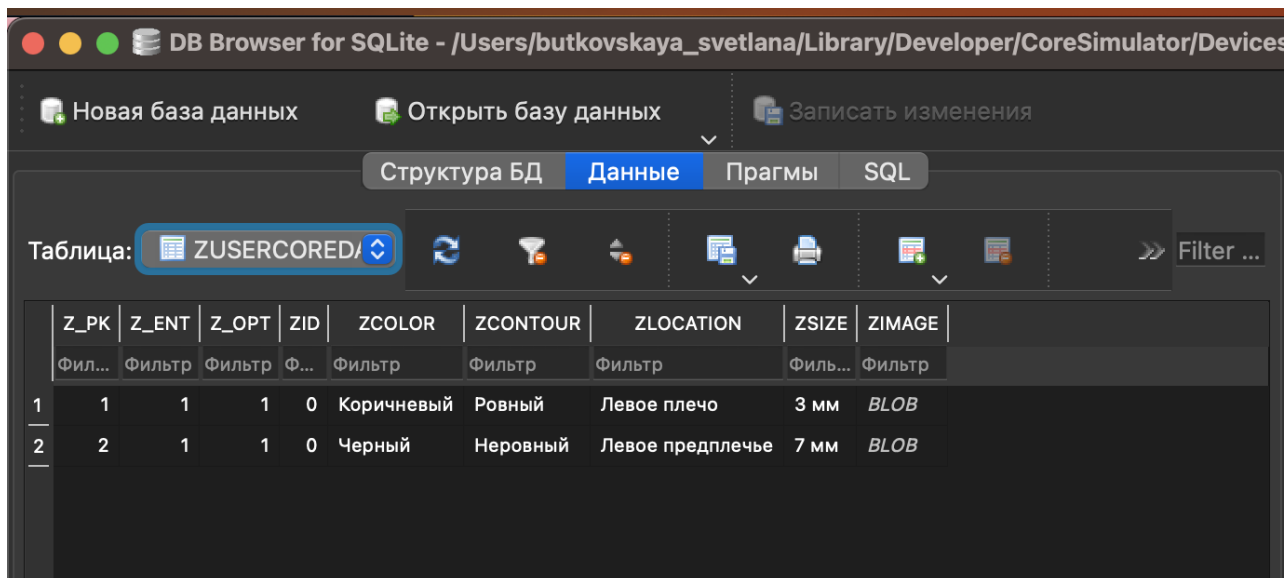 DB Browser for SQLite - /Users/butkovskaya_svetlana/Library/Developer/CoreSimulator/Devices
Новая база данных Открыть базу данных Записать изменения
Структура БД Данные Прагмы SQL
Таблица: ZUSERCOREDA Filter ...
Z_PK Z_ENT Z_OPT ZID ZCOLOR ZCONTOUR ZLOCATION ZSIZE ZIMAGE
Фил... Фильтр Фильтр Ф... Фильтр Фильтр Фильтр Филь... Фильтр
1 1 1 1 0 Коричневый Ровный Левое плечо 3 мм BLOB
2 2 1 1 0 Черный Неровный Левое предплечье 7 мм BLOB